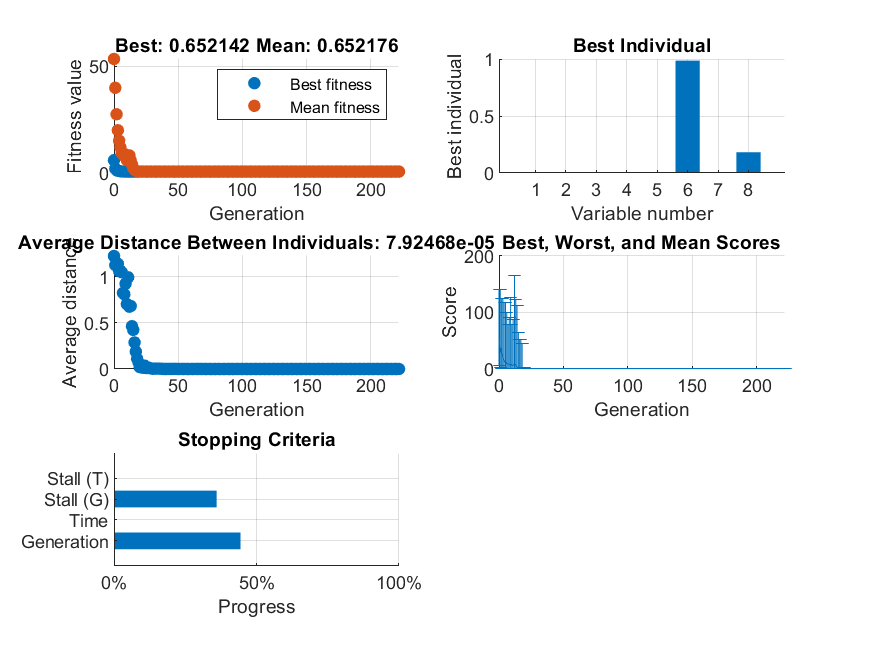 Best: 0.652142 Mean: 0.652176
Fitness value
50
0
Best fitness
Mean fitness
0 50 100 150 200
Generation
Best Individual
Best individual
1
0.5
0
1 2 3 4 5 6 7 8
Variable number
Average Distance Between Individuals: 7.92468e-05
Average distance
1
0.5
0
0 50 100 150 200
Generation
Best, Worst, and Mean Scores
Score
200
100
0
0 50 100 150 200
Generation
Stopping Criteria
Stall (T)
Stall (G)
Time
Generation
0% 50% 100%
Progress